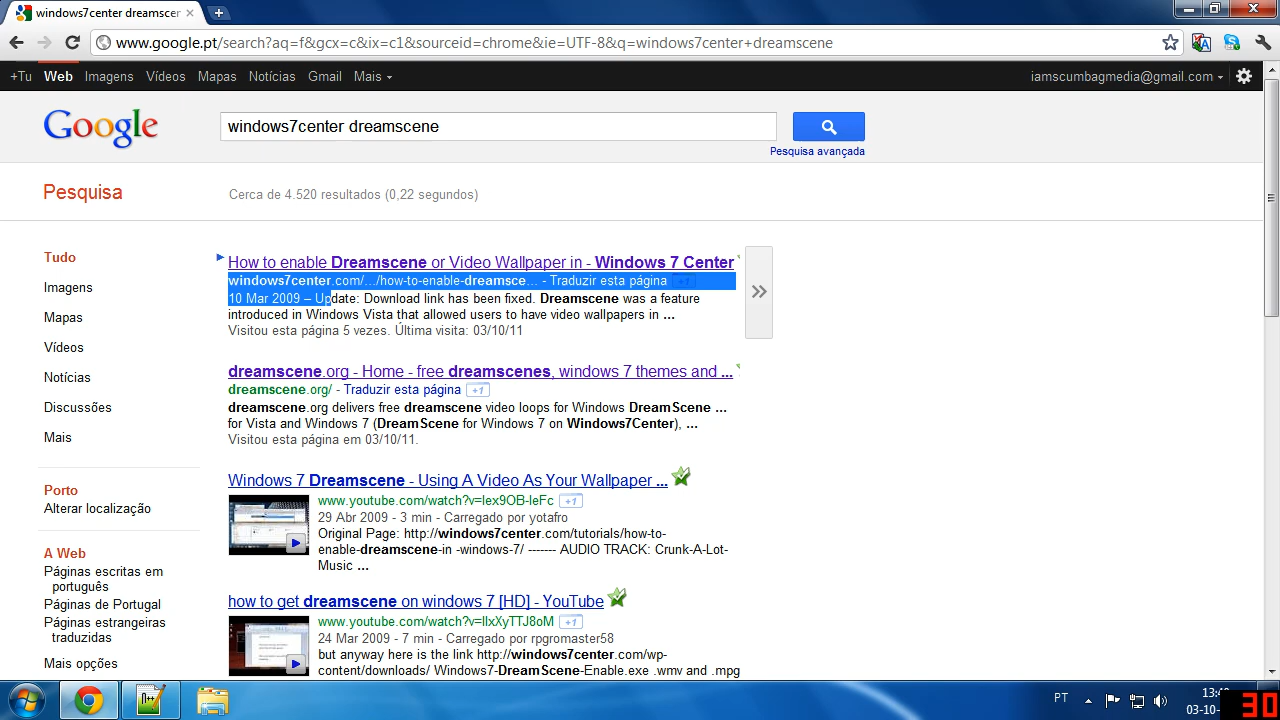 windows7center dreamscer
www.google.pt/search?aq=f&gcx=c&ix=c1&sourceid=chrome&ie=UTF-8&q=windows7center+dreamscene
+Tu Web Imagens Vídeos Mapas Notícias Gmail Mais
iamscumbagmedia@gmail.com
Google
windows7center dreamscene
Pesquisa avançada
Pesquisa
Cerca de 4.520 resultados (0,22 segundos)
Tudo
Imagens
Mapas
Vídeos
Notícias
Discussões
Mais
Porto
Alterar localização
A Web
Páginas escritas em
português
Páginas de Portugal
Páginas estrangeiras
traduzidas
Mais opções
How to enable Dreamscene or Video Wallpaper in - Windows 7 Center
windows7center.com/.../how-to-enable-dreamsce... - Traduzir esta página +1
10 Mar 2009 – Update: Download link has been fixed. Dreamscene was a feature
introduced in Windows Vista that allowed users to have video wallpapers in ...
Visitou esta página 5 vezes. Última visita: 03/10/11
dreamscene.org - Home - free dreamscenes, windows 7 themes and ...
dreamscene.org/ - Traduzir esta página +1
dreamscene.org delivers free dreamscene video loops for Windows DreamScene ...
for Vista and Windows 7 (DreamScene for Windows 7 on Windows7Center), ...
Visitou esta página em 03/10/11.
Windows 7 Dreamscene - Using A Video As Your Wallpaper ...
www.youtube.com/watch?v=lex9OB-IeFc +1
29 Abr 2009 - 3 min - Carregado por yotafro
Original Page: http://windows7center.com/tutorials/how-to-
enable-dreamscene-in -windows-7/ ------- AUDIO TRACK: Crunk-A-Lot-
Music ...
how to get dreamscene on windows 7 [HD] - YouTube
www.youtube.com/watch?v=IlxXyTTJ8oM +1
24 Mar 2009 - 7 min - Carregado por rpgromaster58
but anyway here is the link http://windows7center.com/wp-
content/downloads/ Windows7-DreamScene-Enable.exe .wmv and .mpg
PT
13:4
03-10-
30